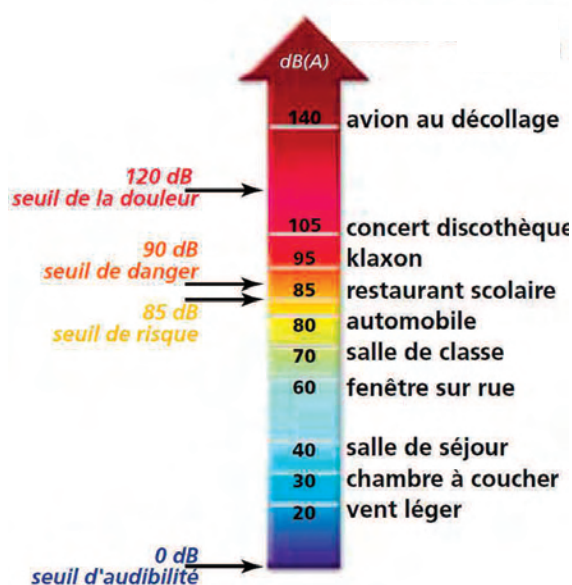 dB(A)
140 avion au décollage
120 dB
seuil de la douleur
105 concert discothèque
95 klaxon
90 dB
seuil de danger
85 restaurant scolaire
85 dB
seuil de risque
80 automobile
70 salle de classe
60 fenêtre sur rue
40 salle de séjour
30 chambre à coucher
20 vent léger
0 dB
seuil d'audibilité